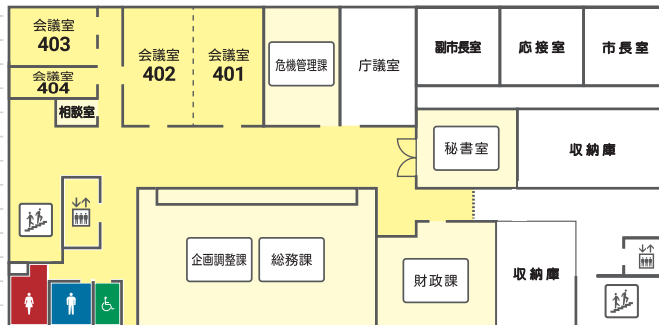 会議室
403
会議室
404
相談室
会議室
402
会議室
401
危機管理課
庁議室
副市長室
応接室
市長室
秘書室
収納庫
企画調整課
総務課
財政課
収納庫